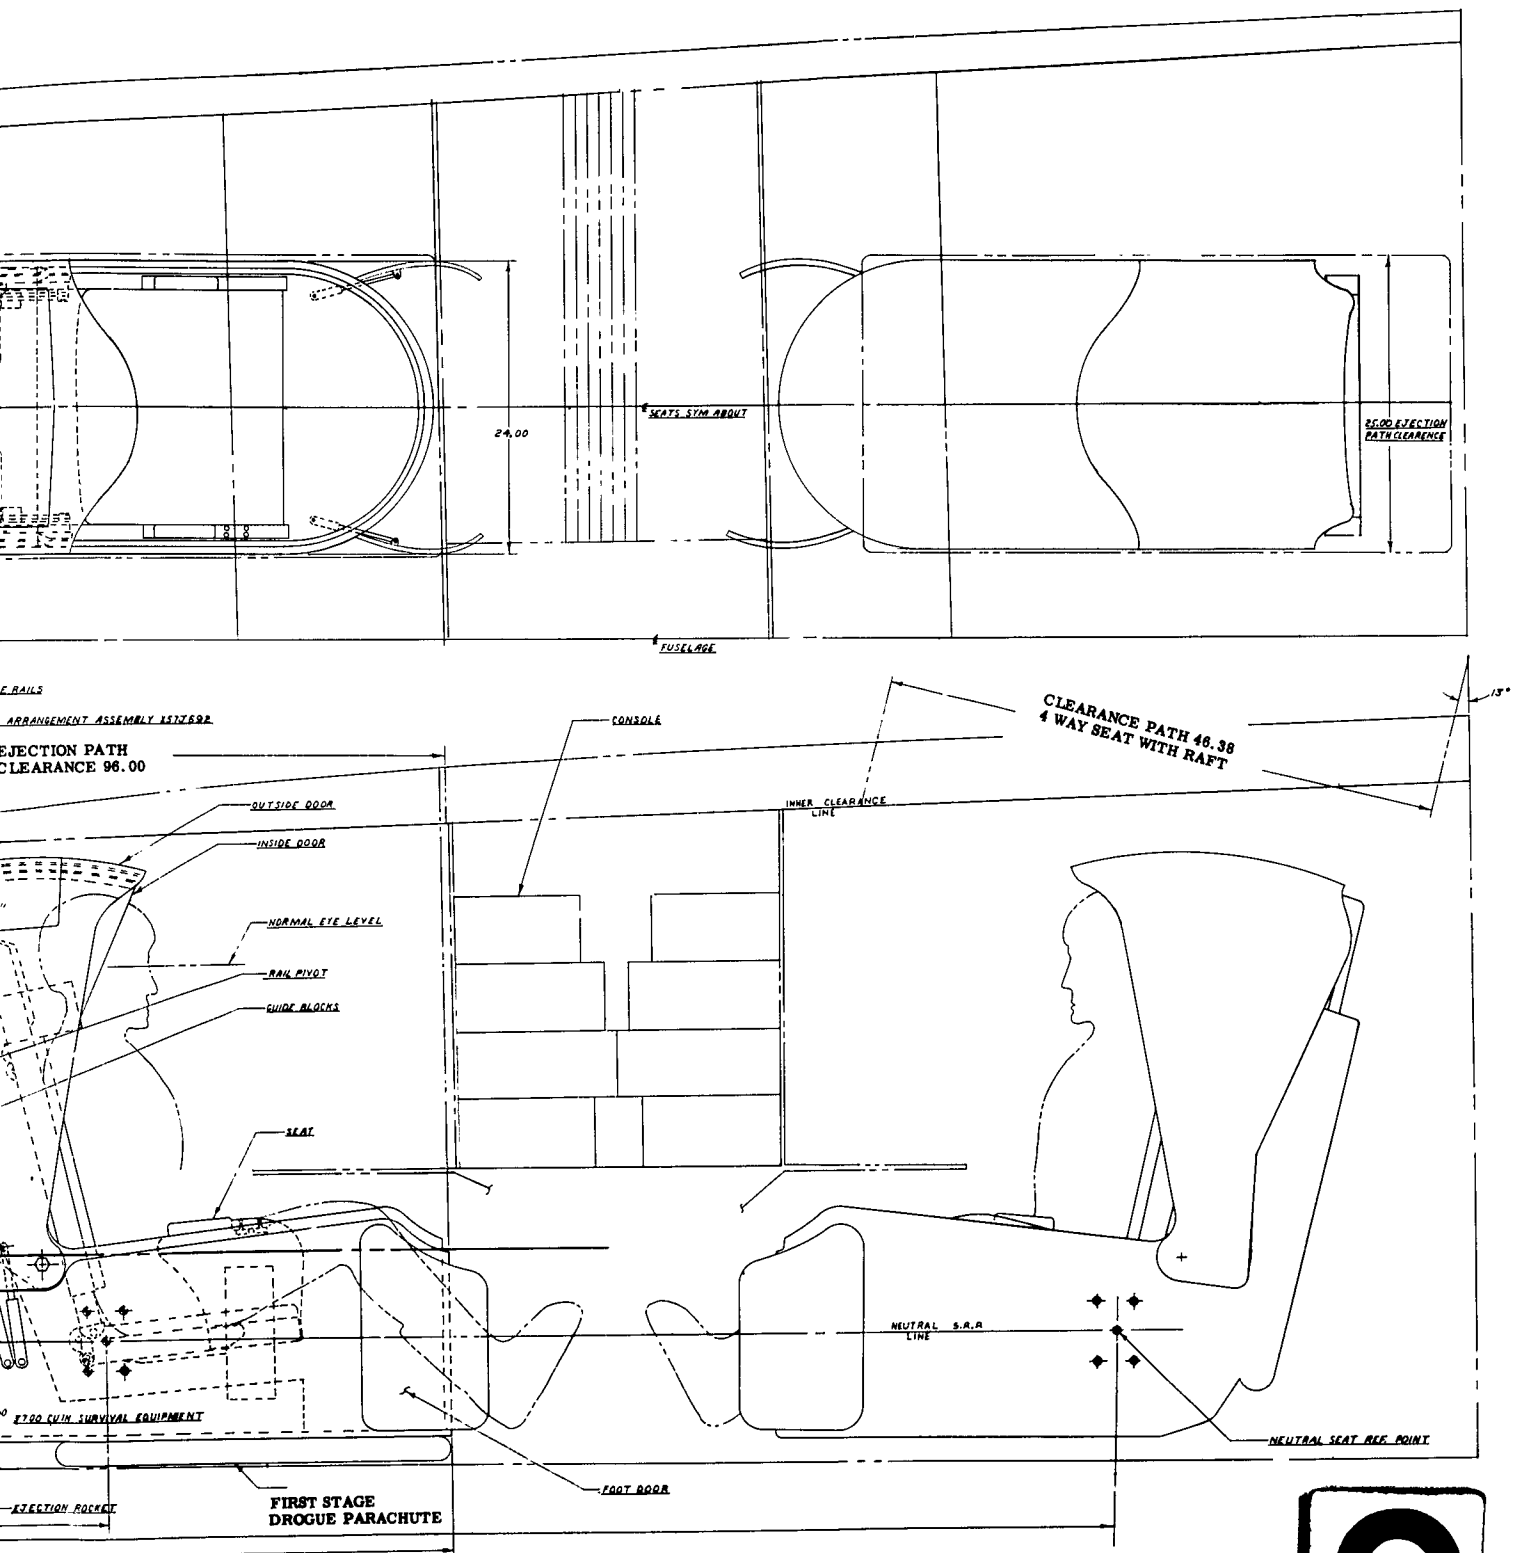 SEATS SYM ABOUT
24.00
25.00 EJECTION
PATH CLEARENCE
FUSELAGE
E RAILS
ARRANGEMENT ASSEMBLY
EJECTION PATH
CLEARANCE 96.00
CONSOLE
CLEARANCE PATH 46.38
4 WAY SEAT WITH RAFT
13°
OUTSIDE DOOR
INNER CLEARANCE
LINE
INSIDE DOOR
NORMAL EYE LEVEL
RAIL PIVOT
GUIDE BLOCKS
SEAT
NEUTRAL S.R.P.
LINE
CU IN SURVIVAL EQUIPMENT
NEUTRAL SEAT REF. POINT
FOOT DOOR
EJECTION ROCKET
FIRST STAGE
DROGUE PARACHUTE